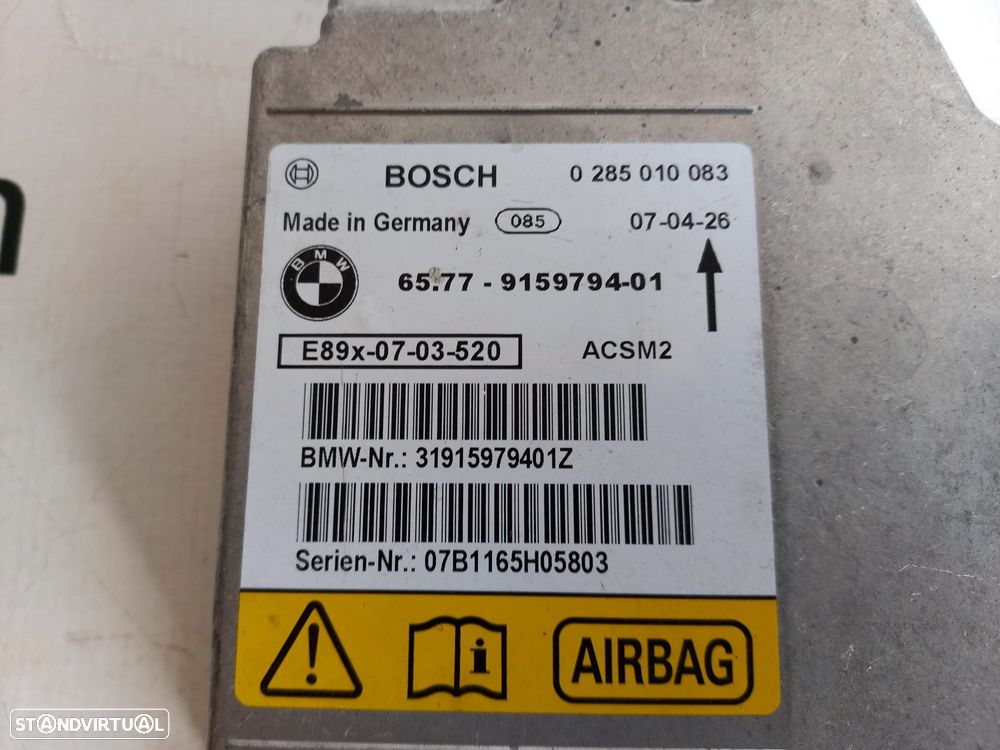 BOSCH 0 285 010 083
Made in Germany 085 07-04-26
BMW 65.77 - 9159794-01
E89x-07-03-520 ACSM2
BMW-Nr.: 31915979401Z
Serien-Nr.: 07B1165H05803
AIRBAG
STANDVIRTUAL